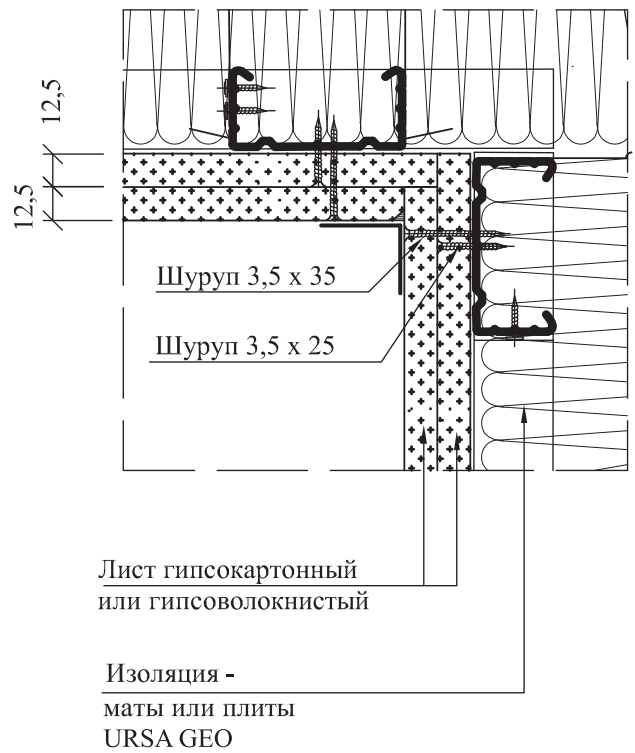 12,5
12,5
Шуруп 3,5 х 35
Шуруп 3,5 х 25
Лист гипсокартонный
или гипсоволокнистый
Изоляция -
маты или плиты
URSA GEO